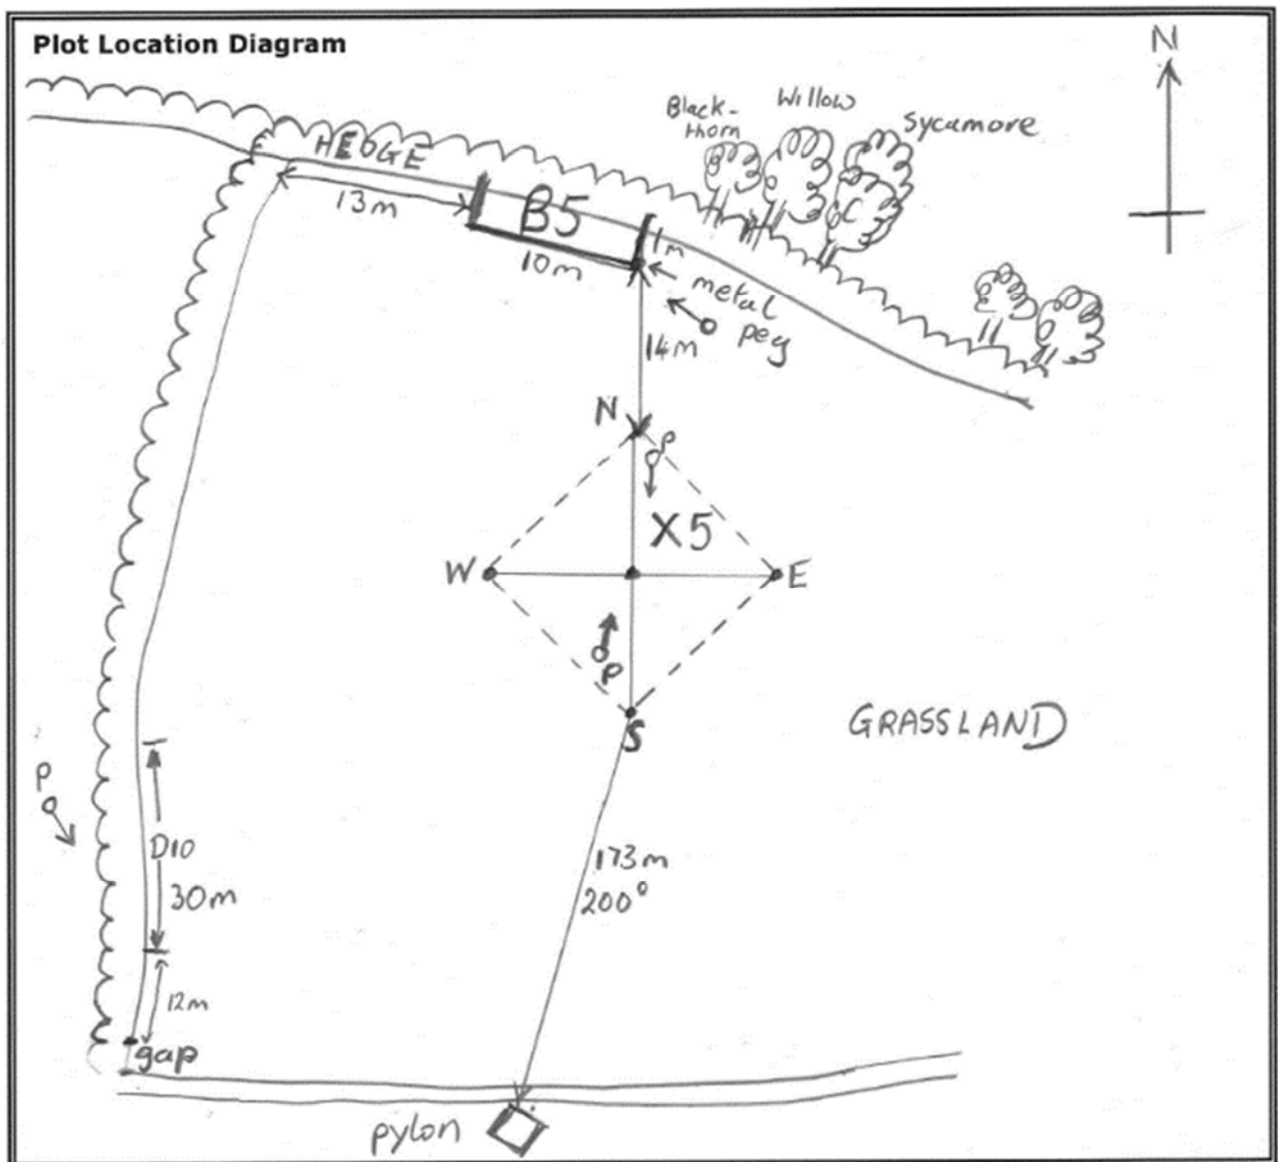 Plot Location Diagram
N
Black-
thorn
Willow
Sycamore
HEDGE
13m
B5
1m
10m
metal
peg
14m
N
P
X5
W
E
P
S
GRASSLAND
P
D10
30m
173m
200°
12m
gap
pylon